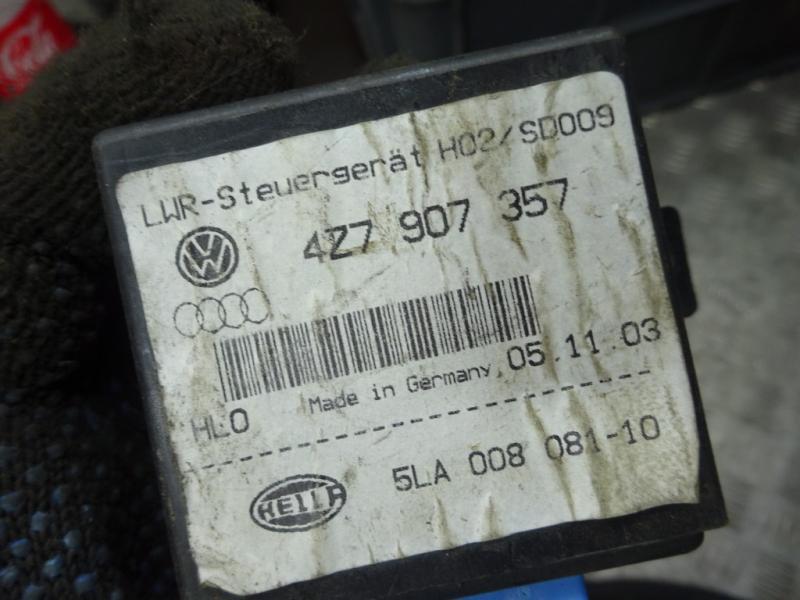 LWR-Steuergerät H02/SD009
4Z7 907 357
HLO Made in Germany 05.11.03
HELLA 5LA 008 081-10